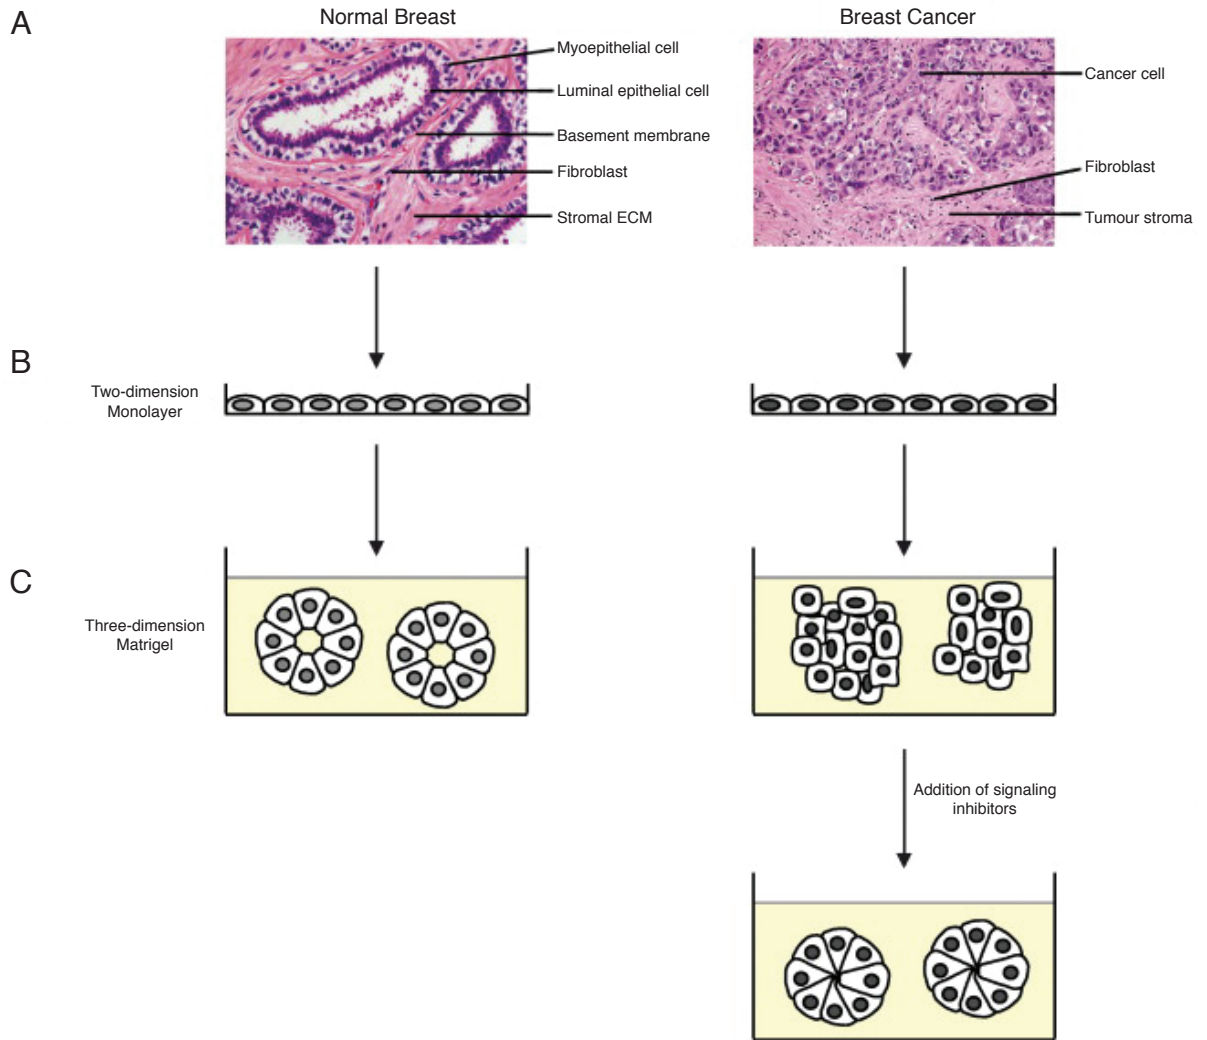 A
Normal Breast
Breast Cancer
Myoepithelial cell
Luminal epithelial cell
Basement membrane
Fibroblast
Stromal ECM
Cancer cell
Fibroblast
Tumour stroma
B
Two-dimension
Monolayer
C
Three-dimension
Matrigel
Addition of signaling
inhibitors